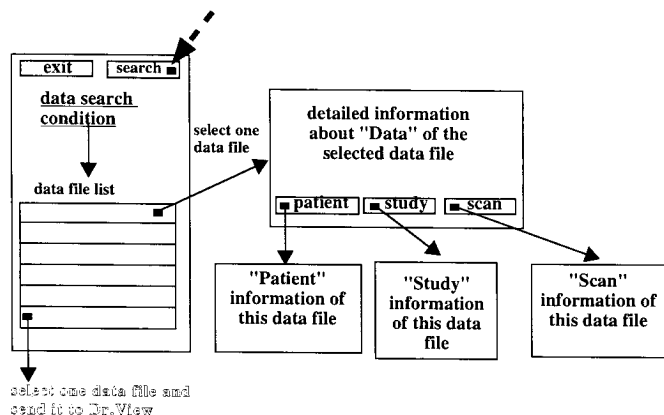 exit
search
data search
condition
data file list
select one data file and
send it to Dr.View
select one
data file
detailed information
about "Data" of the
selected data file
patient
study
scan
"Patient"
information of
this data file
"Study"
information
of this data
file
"Scan"
information of
this data file